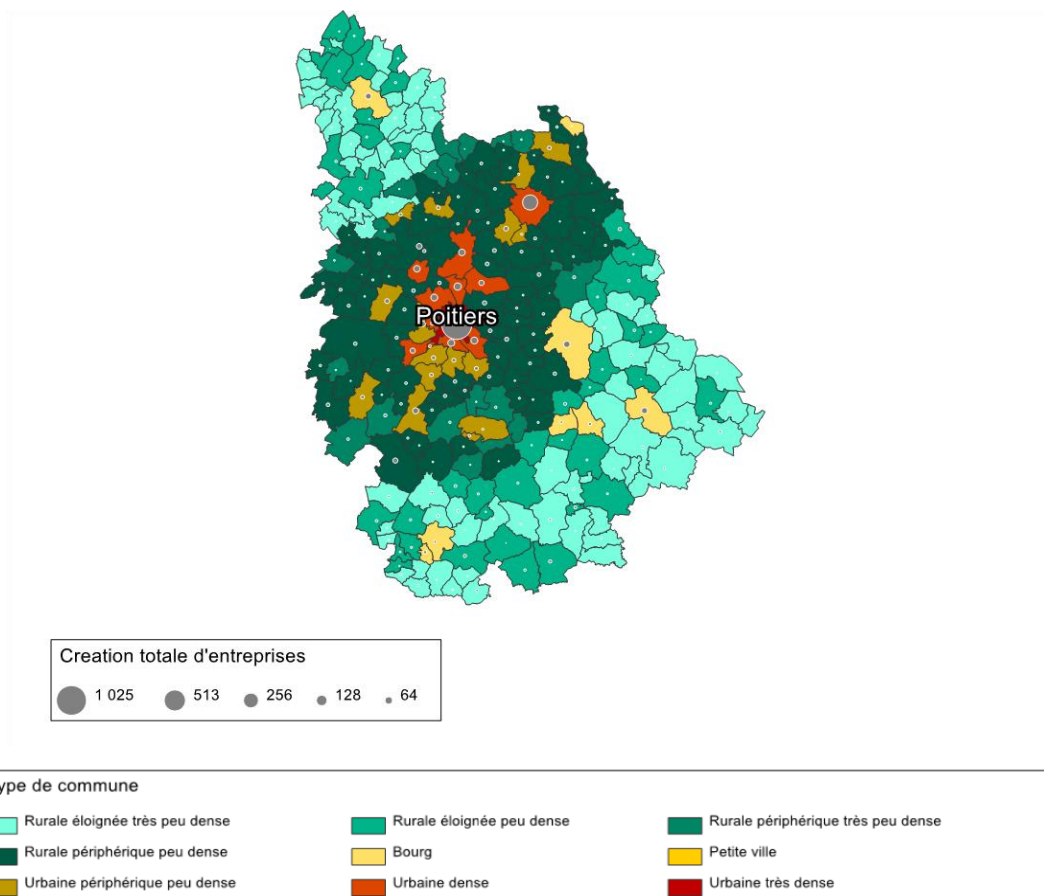 Poitiers
Creation totale d'entreprises
1 025 513 256 128 64
ype de commune
Rurale éloignée très peu dense Rurale éloignée peu dense Rurale périphérique très peu dense
Rurale périphérique peu dense Bourg Petite ville
Urbaine périphérique peu dense Urbaine dense Urbaine très dense